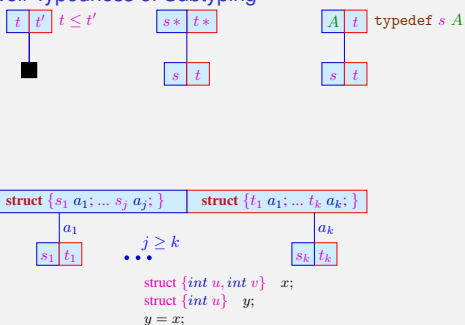 t t′ t ≤ t′ s ∗ t ∗ A t typedef s A
s t s t
struct {s₁ a₁; ... sⱼ aⱼ; } struct {t₁ a₁; ... tₖ aₖ; }
a₁ aₖ
s₁ t₁ j ≥ k sₖ tₖ
struct {int u, int v} x;
struct {int u} y;
y = x;